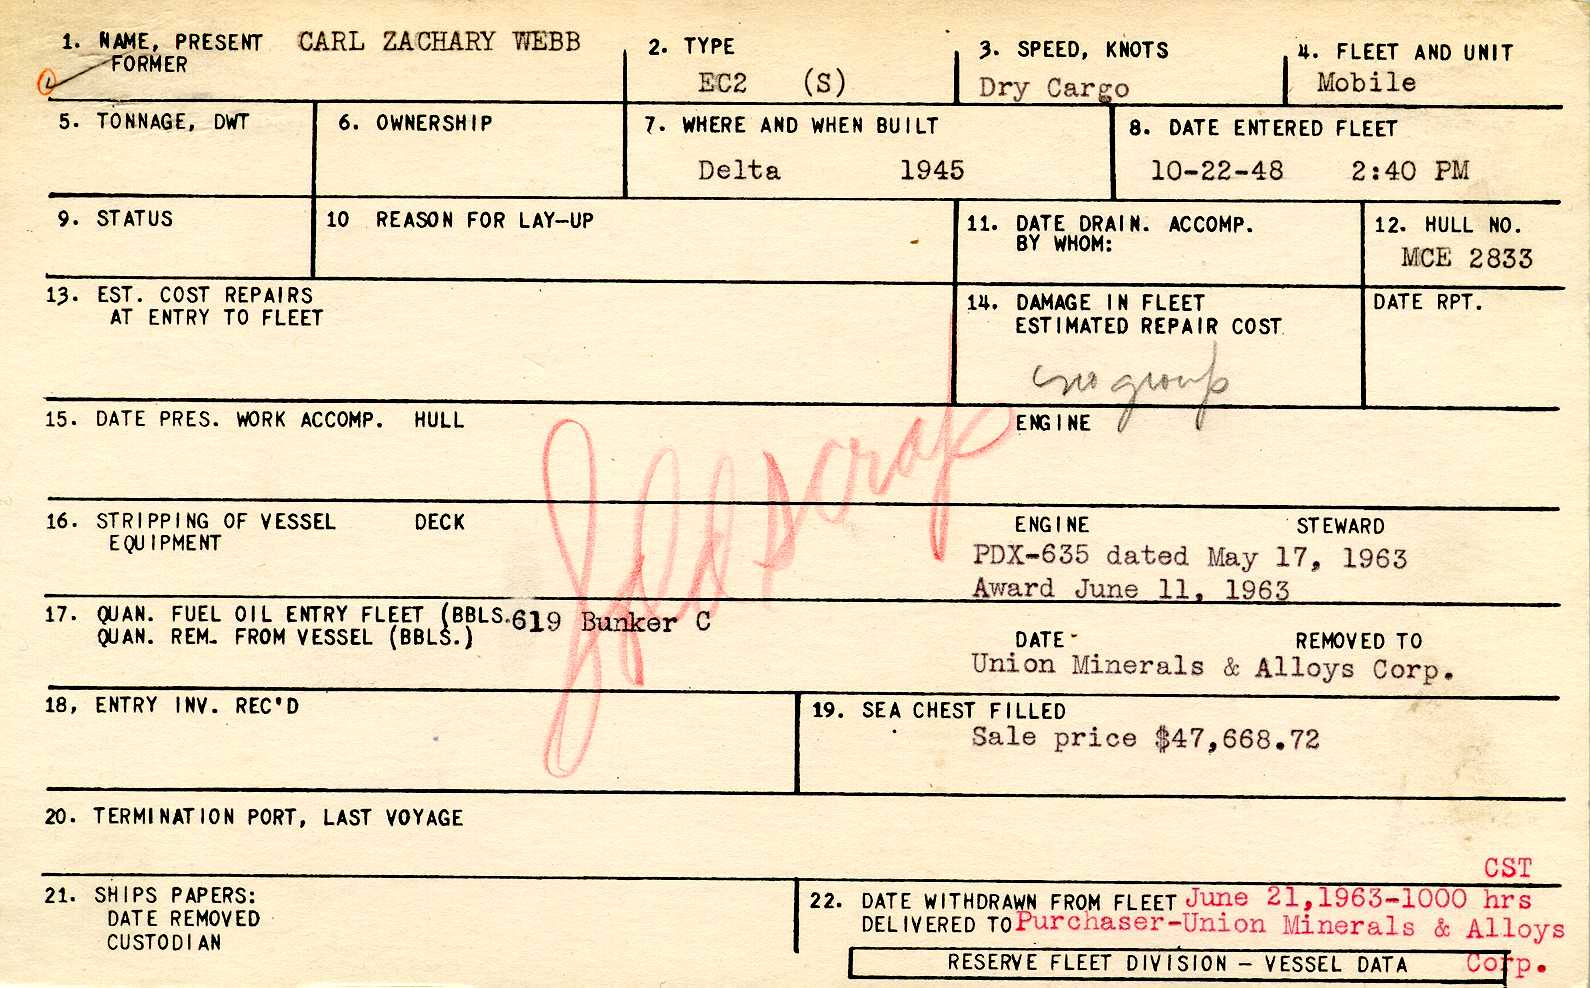 1. NAME, PRESENT CARL ZACHARY WEBB
FORMER
2. TYPE
EC2 (S)
3. SPEED, KNOTS
Dry Cargo
4. FLEET AND UNIT
Mobile
5. TONNAGE, DWT
6. OWNERSHIP
7. WHERE AND WHEN BUILT
Delta 1945
8. DATE ENTERED FLEET
10-22-48 2:40 PM
9. STATUS
10 REASON FOR LAY-UP
11. DATE DRAIN. ACCOMP.
BY WHOM:
12. HULL NO.
MCE 2833
13. EST. COST REPAIRS
AT ENTRY TO FLEET
14. DAMAGE IN FLEET
ESTIMATED REPAIR COST
no group
DATE RPT.
15. DATE PRES. WORK ACCOMP. HULL ENGINE
Sold Scrap
16. STRIPPING OF VESSEL DECK ENGINE STEWARD
EQUIPMENT
PDX-635 dated May 17, 1963
Award June 11, 1963
17. QUAN. FUEL OIL ENTRY FLEET (BBLS. 619 Bunker C
QUAN. REM. FROM VESSEL (BBLS.) DATE REMOVED TO
Union Minerals & Alloys Corp.
18, ENTRY INV. REC'D
19. SEA CHEST FILLED
Sale price $47,668.72
20. TERMINATION PORT, LAST VOYAGE
21. SHIPS PAPERS:
DATE REMOVED
CUSTODIAN
CST
22. DATE WITHDRAWN FROM FLEET June 21,1963-1000 hrs
DELIVERED TO Purchaser-Union Minerals & Alloys
Corp.
RESERVE FLEET DIVISION – VESSEL DATA